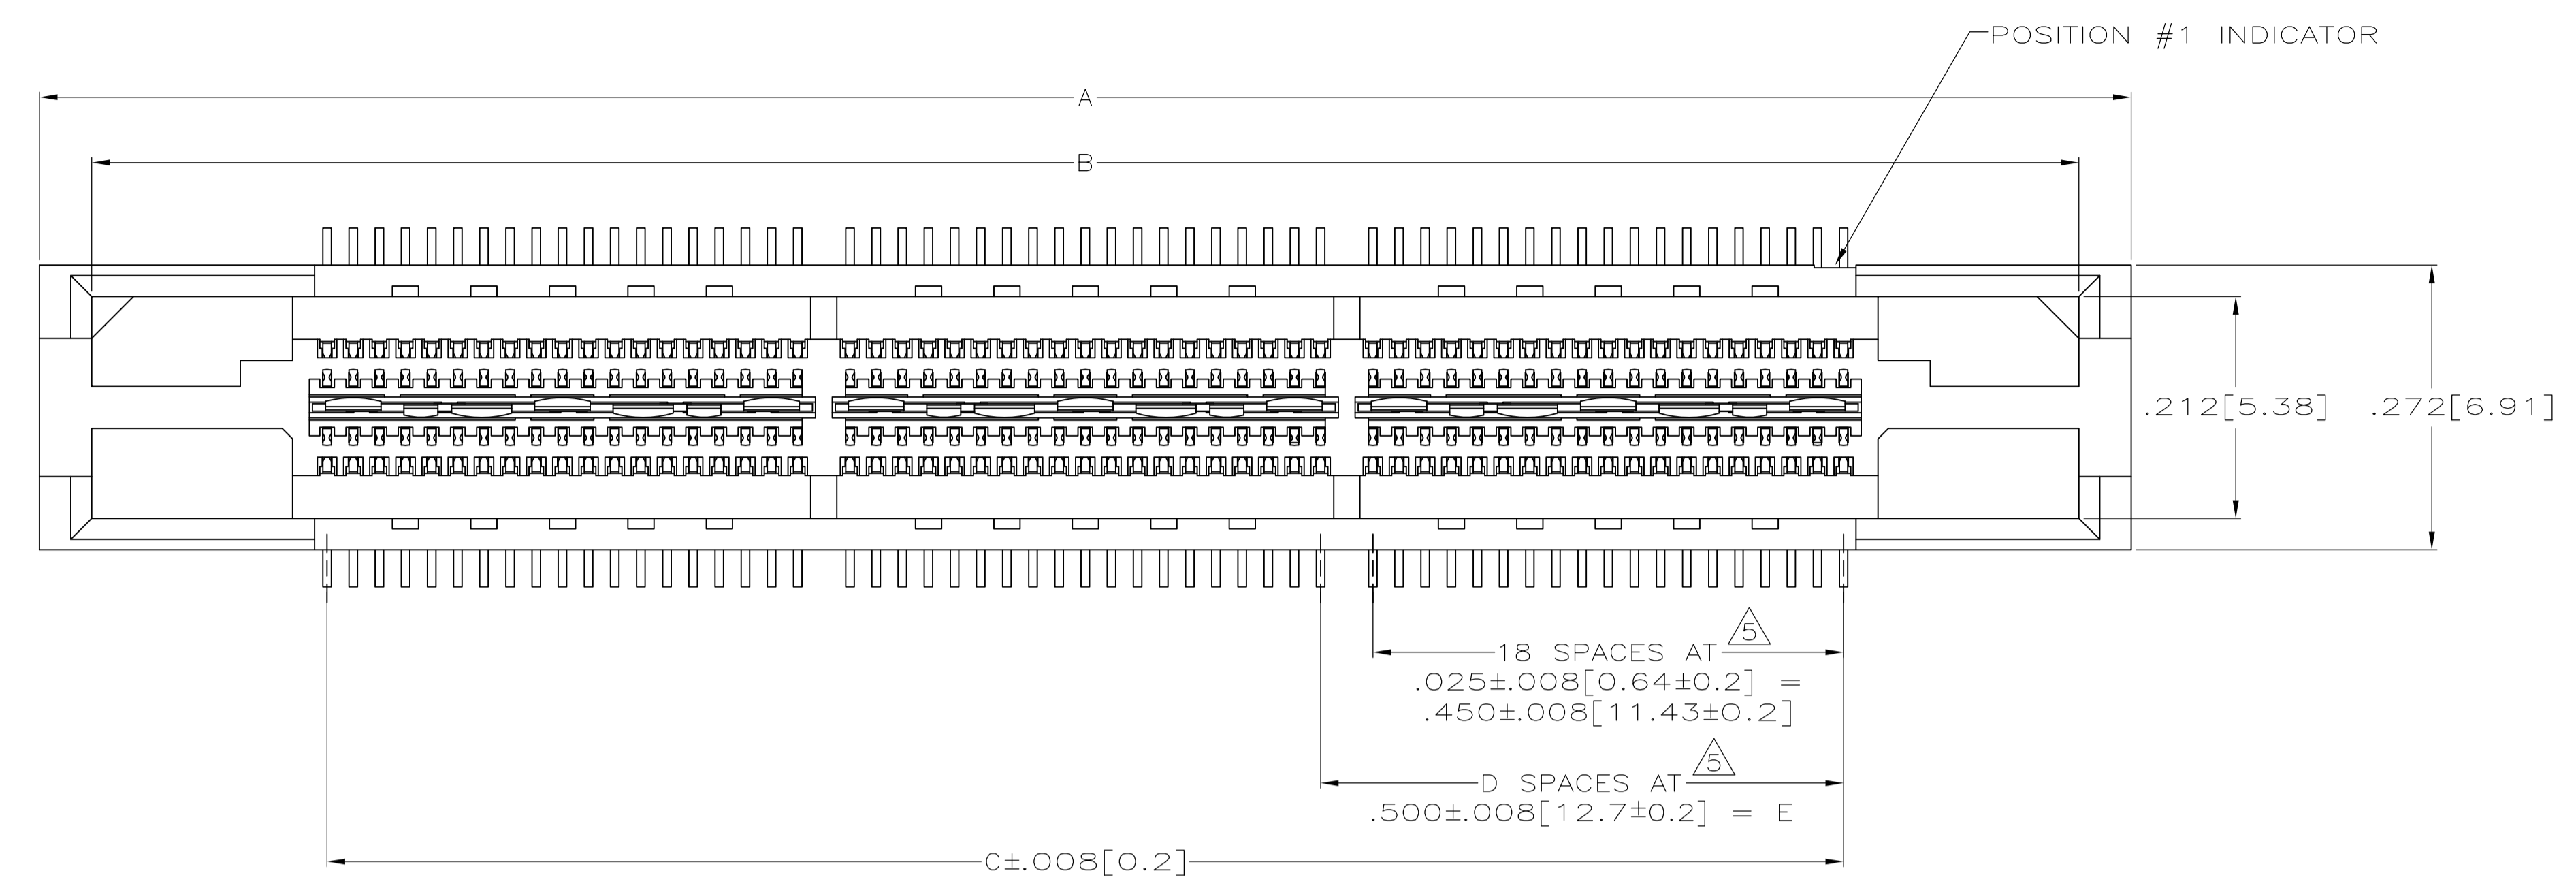 POSITION #1 INDICATOR
A
B
.212[5.38]
.272[6.91]
5
18 SPACES AT
.025±.008[0.64±0.2] =
.450±.008[11.43±0.2]
5
D SPACES AT
.500±.008[12.7±0.2] = E
C±.008[0.2]